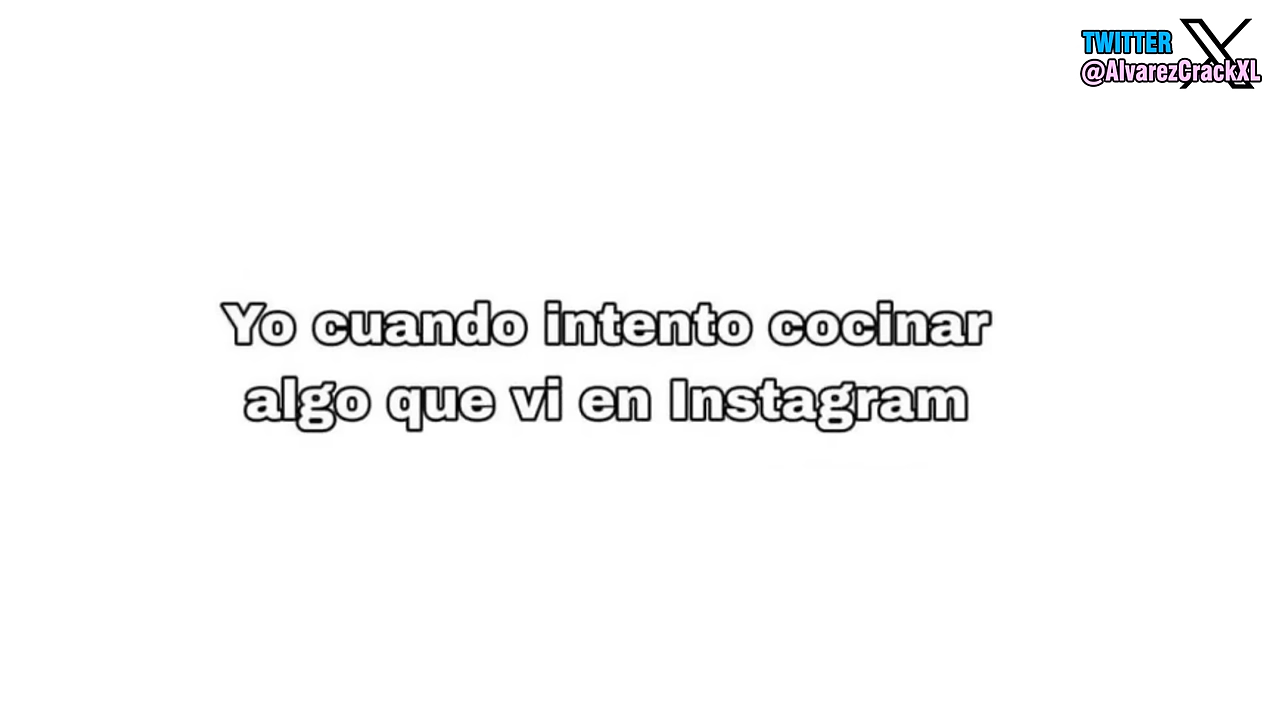 TWITTER
@AlvarezCrackXL
Yo cuando intento cocinar
algo que vi en Instagram